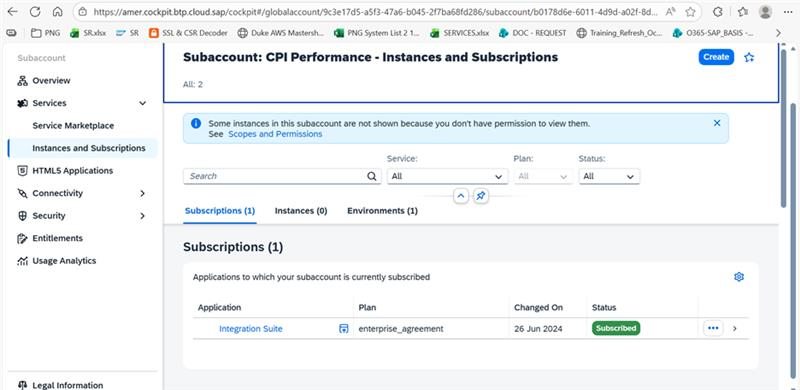 https://amer.cockpit.btp.cloud.sap/cockpit#/globalaccount/9c3e17d5-a5f3-47a6-b045-2f7ba68fd286/subaccount/b0178d6e-6011-4d9d-a02f-8d...
PNG SR.xlsx SR SSL & CSR Decoder Duke AWS Mastersh... PNG System List 2 1... SERVICES.xlsx DOC - REQUEST Training_Refresh_Oc... O365-SAP_BASIS -...
Subaccount
Overview
Services
Service Marketplace
Instances and Subscriptions
HTML5 Applications
Connectivity
Security
Entitlements
Usage Analytics
Legal Information
Subaccount: CPI Performance - Instances and Subscriptions
Create
All: 2
Some instances in this subaccount are not shown because you don't have permission to view them.
See Scopes and Permissions
Service: Plan: Status:
Search All All All
Subscriptions (1) Instances (0) Environments (1)
Subscriptions (1)
Applications to which your subaccount is currently subscribed
Application Plan Changed On Status
Integration Suite enterprise_agreement 26 Jun 2024 Subscribed